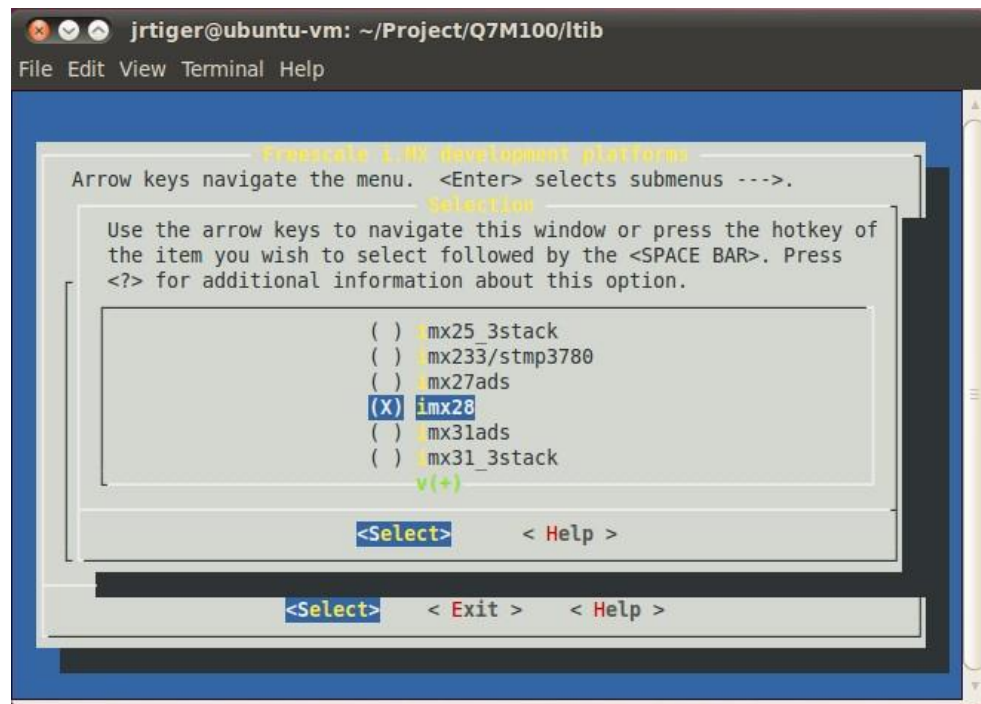 jrtiger@ubuntu-vm: ~/Project/Q7M100/ltib
File Edit View Terminal Help
Freescale i.MX development platforms
Arrow keys navigate the menu. <Enter> selects submenus --->.
Selection
Use the arrow keys to navigate this window or press the hotkey of
the item you wish to select followed by the <SPACE BAR>. Press
<?> for additional information about this option.
( ) imx25_3stack
( ) imx233/stmp3780
( ) imx27ads
(X) imx28
( ) imx31ads
( ) imx31_3stack
v(+)
<Select> < Help >
<Select> < Exit > < Help >